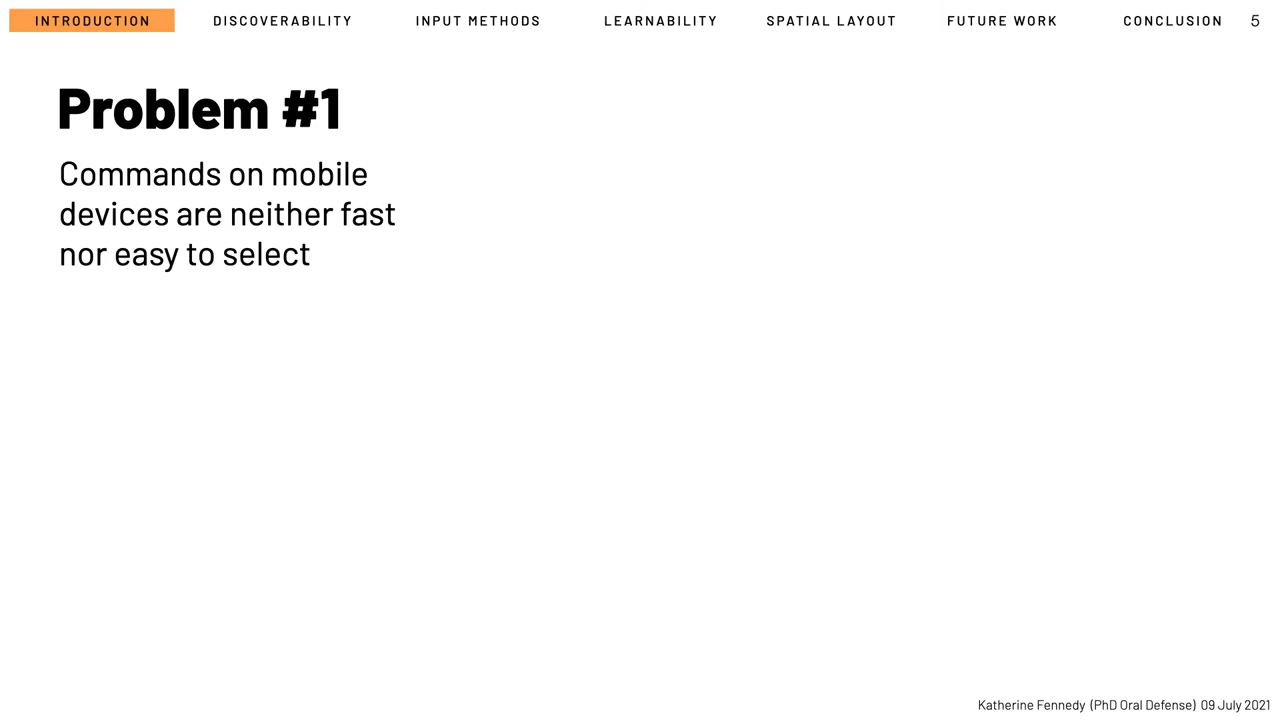 INTRODUCTION DISCOVERABILITY INPUT METHODS LEARNABILITY SPATIAL LAYOUT FUTURE WORK CONCLUSION 5
Problem #1
Commands on mobile
devices are neither fast
nor easy to select
Katherine Fennedy (PhD Oral Defense) 09 July 2021